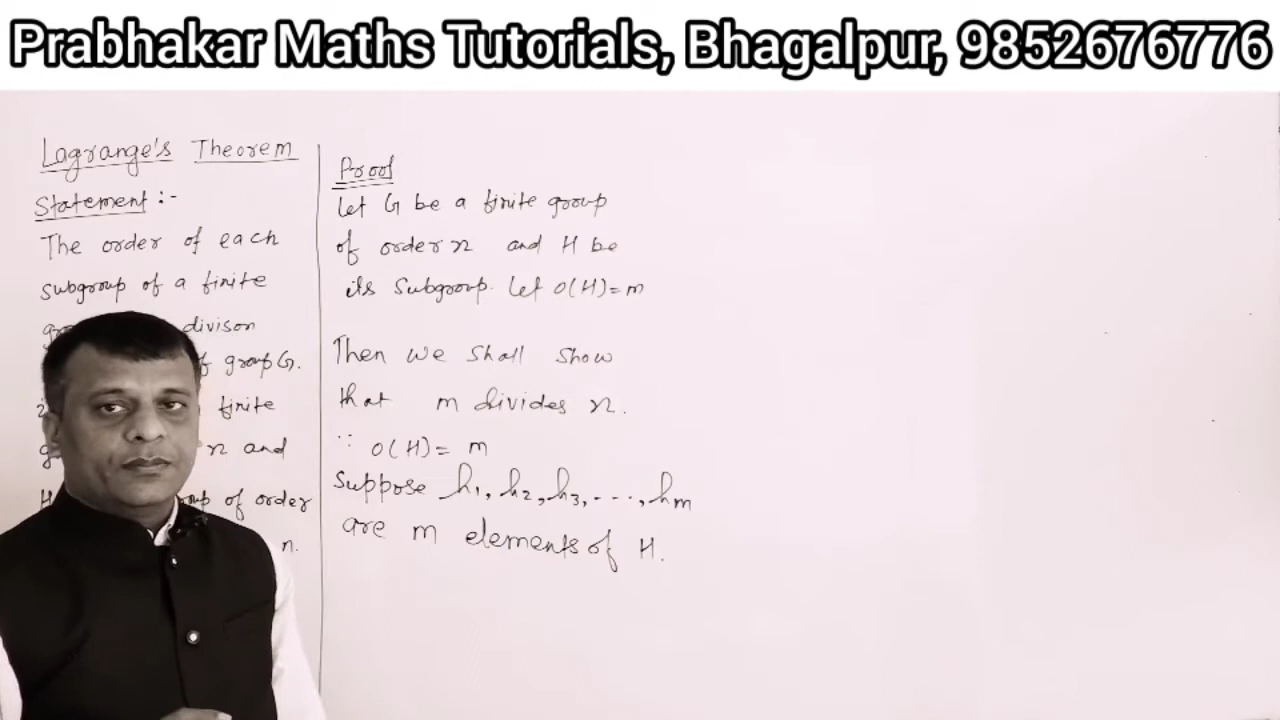 Prabhakar Maths Tutorials, Bhagalpur, 9852676776
Lagrange's Theorem
Statement :-
The order of each
subgroup of a finite
divison
group G.
finite
n and
of order
n.
Proof
Let G be a finite group
of order n and H be
its Subgroup. Let O(H)=m
Then we shall show
that m divides n.
∵ O(H)= m
Suppose h1, h2, h3, ----, hm
are m elements of H.